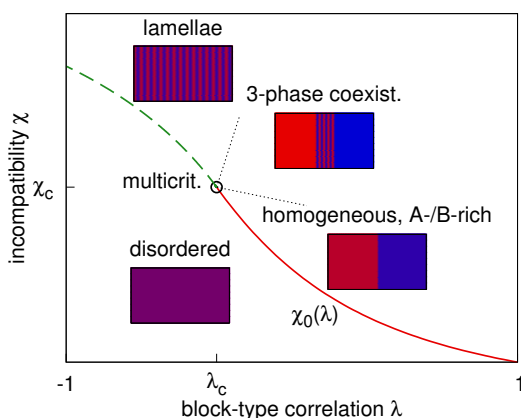 lamellae
3-phase coexist.
incompatibility χ
χc
multicrit.
homogeneous, A-/B-rich
disordered
χ0(λ)
-1
λc
1
block-type correlation λ